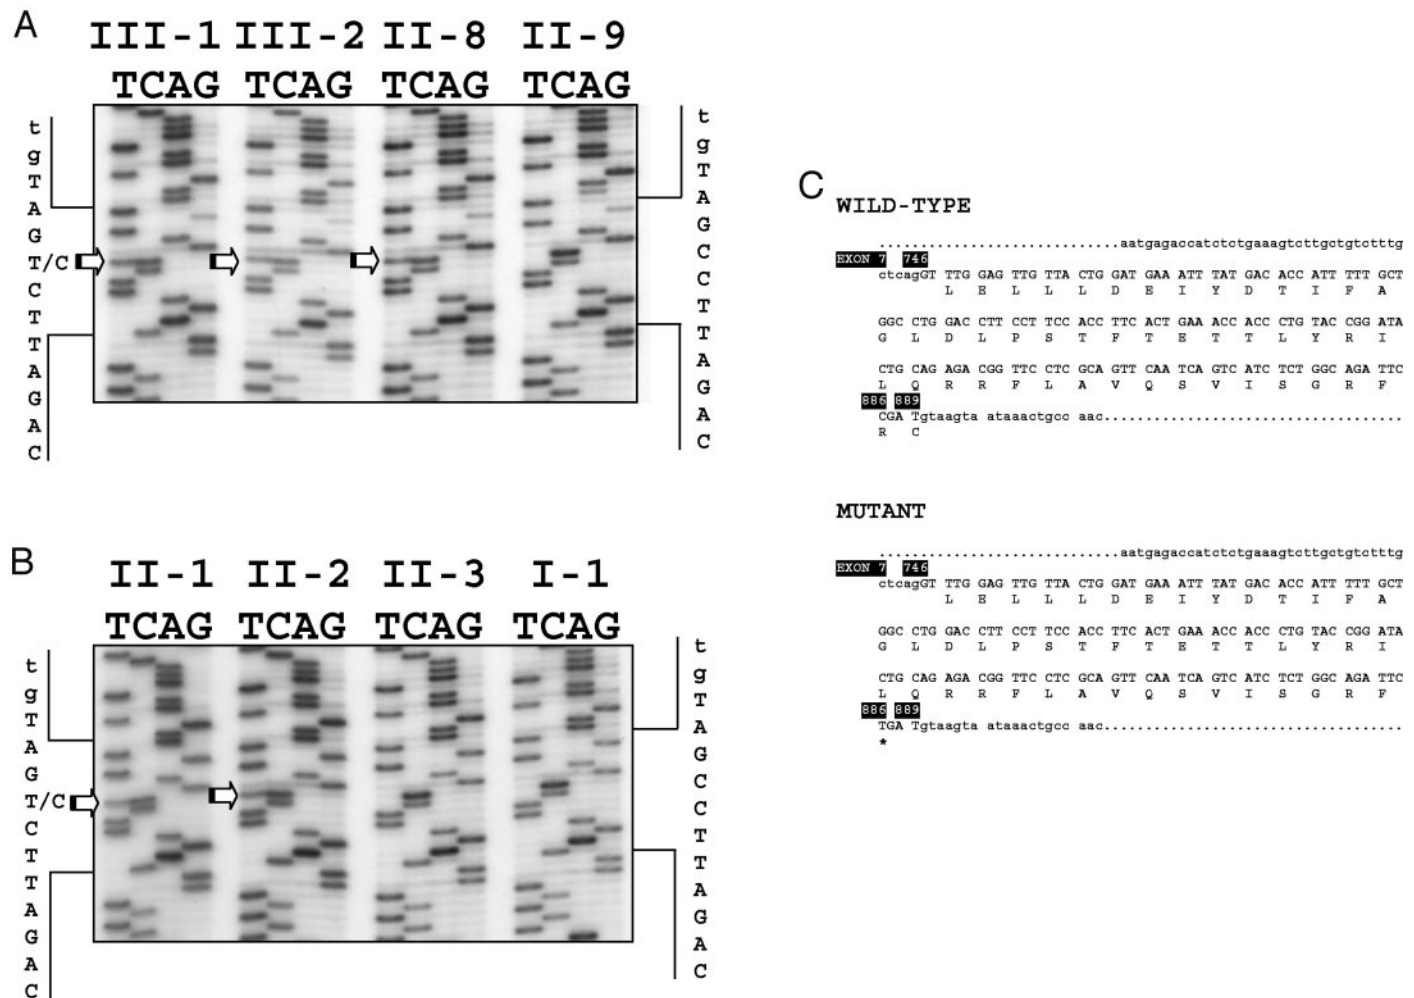 A
III-1 III-2 II-8 II-9
TCAG TCAG TCAG TCAG
t
g
T
A
G
T/C
C
T
T
A
G
A
C
t
g
T
A
G
C
C
T
T
A
G
A
C
B
II-1 II-2 II-3 I-1
TCAG TCAG TCAG TCAG
t
g
T
A
G
T/C
C
T
T
A
G
A
C
t
g
T
A
G
C
C
T
T
A
G
A
C
C
WILD-TYPE
.............................aatgagaccatctctgaaagtcttgctgtctttg
EXON 7 746
ctcagGT TTG GAG TTG TTA CTG GAT GAA ATT TAT GAC ACC ATT TTT GCT
L E L L L D E I Y D T I F A
GGC CTG GAC CTT CCT TCC ACC TTC ACT GAA ACC ACC CTG TAC CGG ATA
G L D L P S T F T E T T L Y R I
CTG CAG AGA CGG TTC CTC GCA GTT CAA TCA GTC ATC TCT GGC AGA TTC
L Q R R F L A V Q S V I S G R F
886 889
CGA Tgtaagta ataaactgcc aac....................................
R C
MUTANT
.............................aatgagaccatctctgaaagtcttgctgtctttg
EXON 7 746
ctcagGT TTG GAG TTG TTA CTG GAT GAA ATT TAT GAC ACC ATT TTT GCT
L E L L L D E I Y D T I F A
GGC CTG GAC CTT CCT TCC ACC TTC ACT GAA ACC ACC CTG TAC CGG ATA
G L D L P S T F T E T T L Y R I
CTG CAG AGA CGG TTC CTC GCA GTT CAA TCA GTC ATC TCT GGC AGA TTC
L Q R R F L A V Q S V I S G R F
886 889
TGA Tgtaagta ataaactgcc aac....................................
*